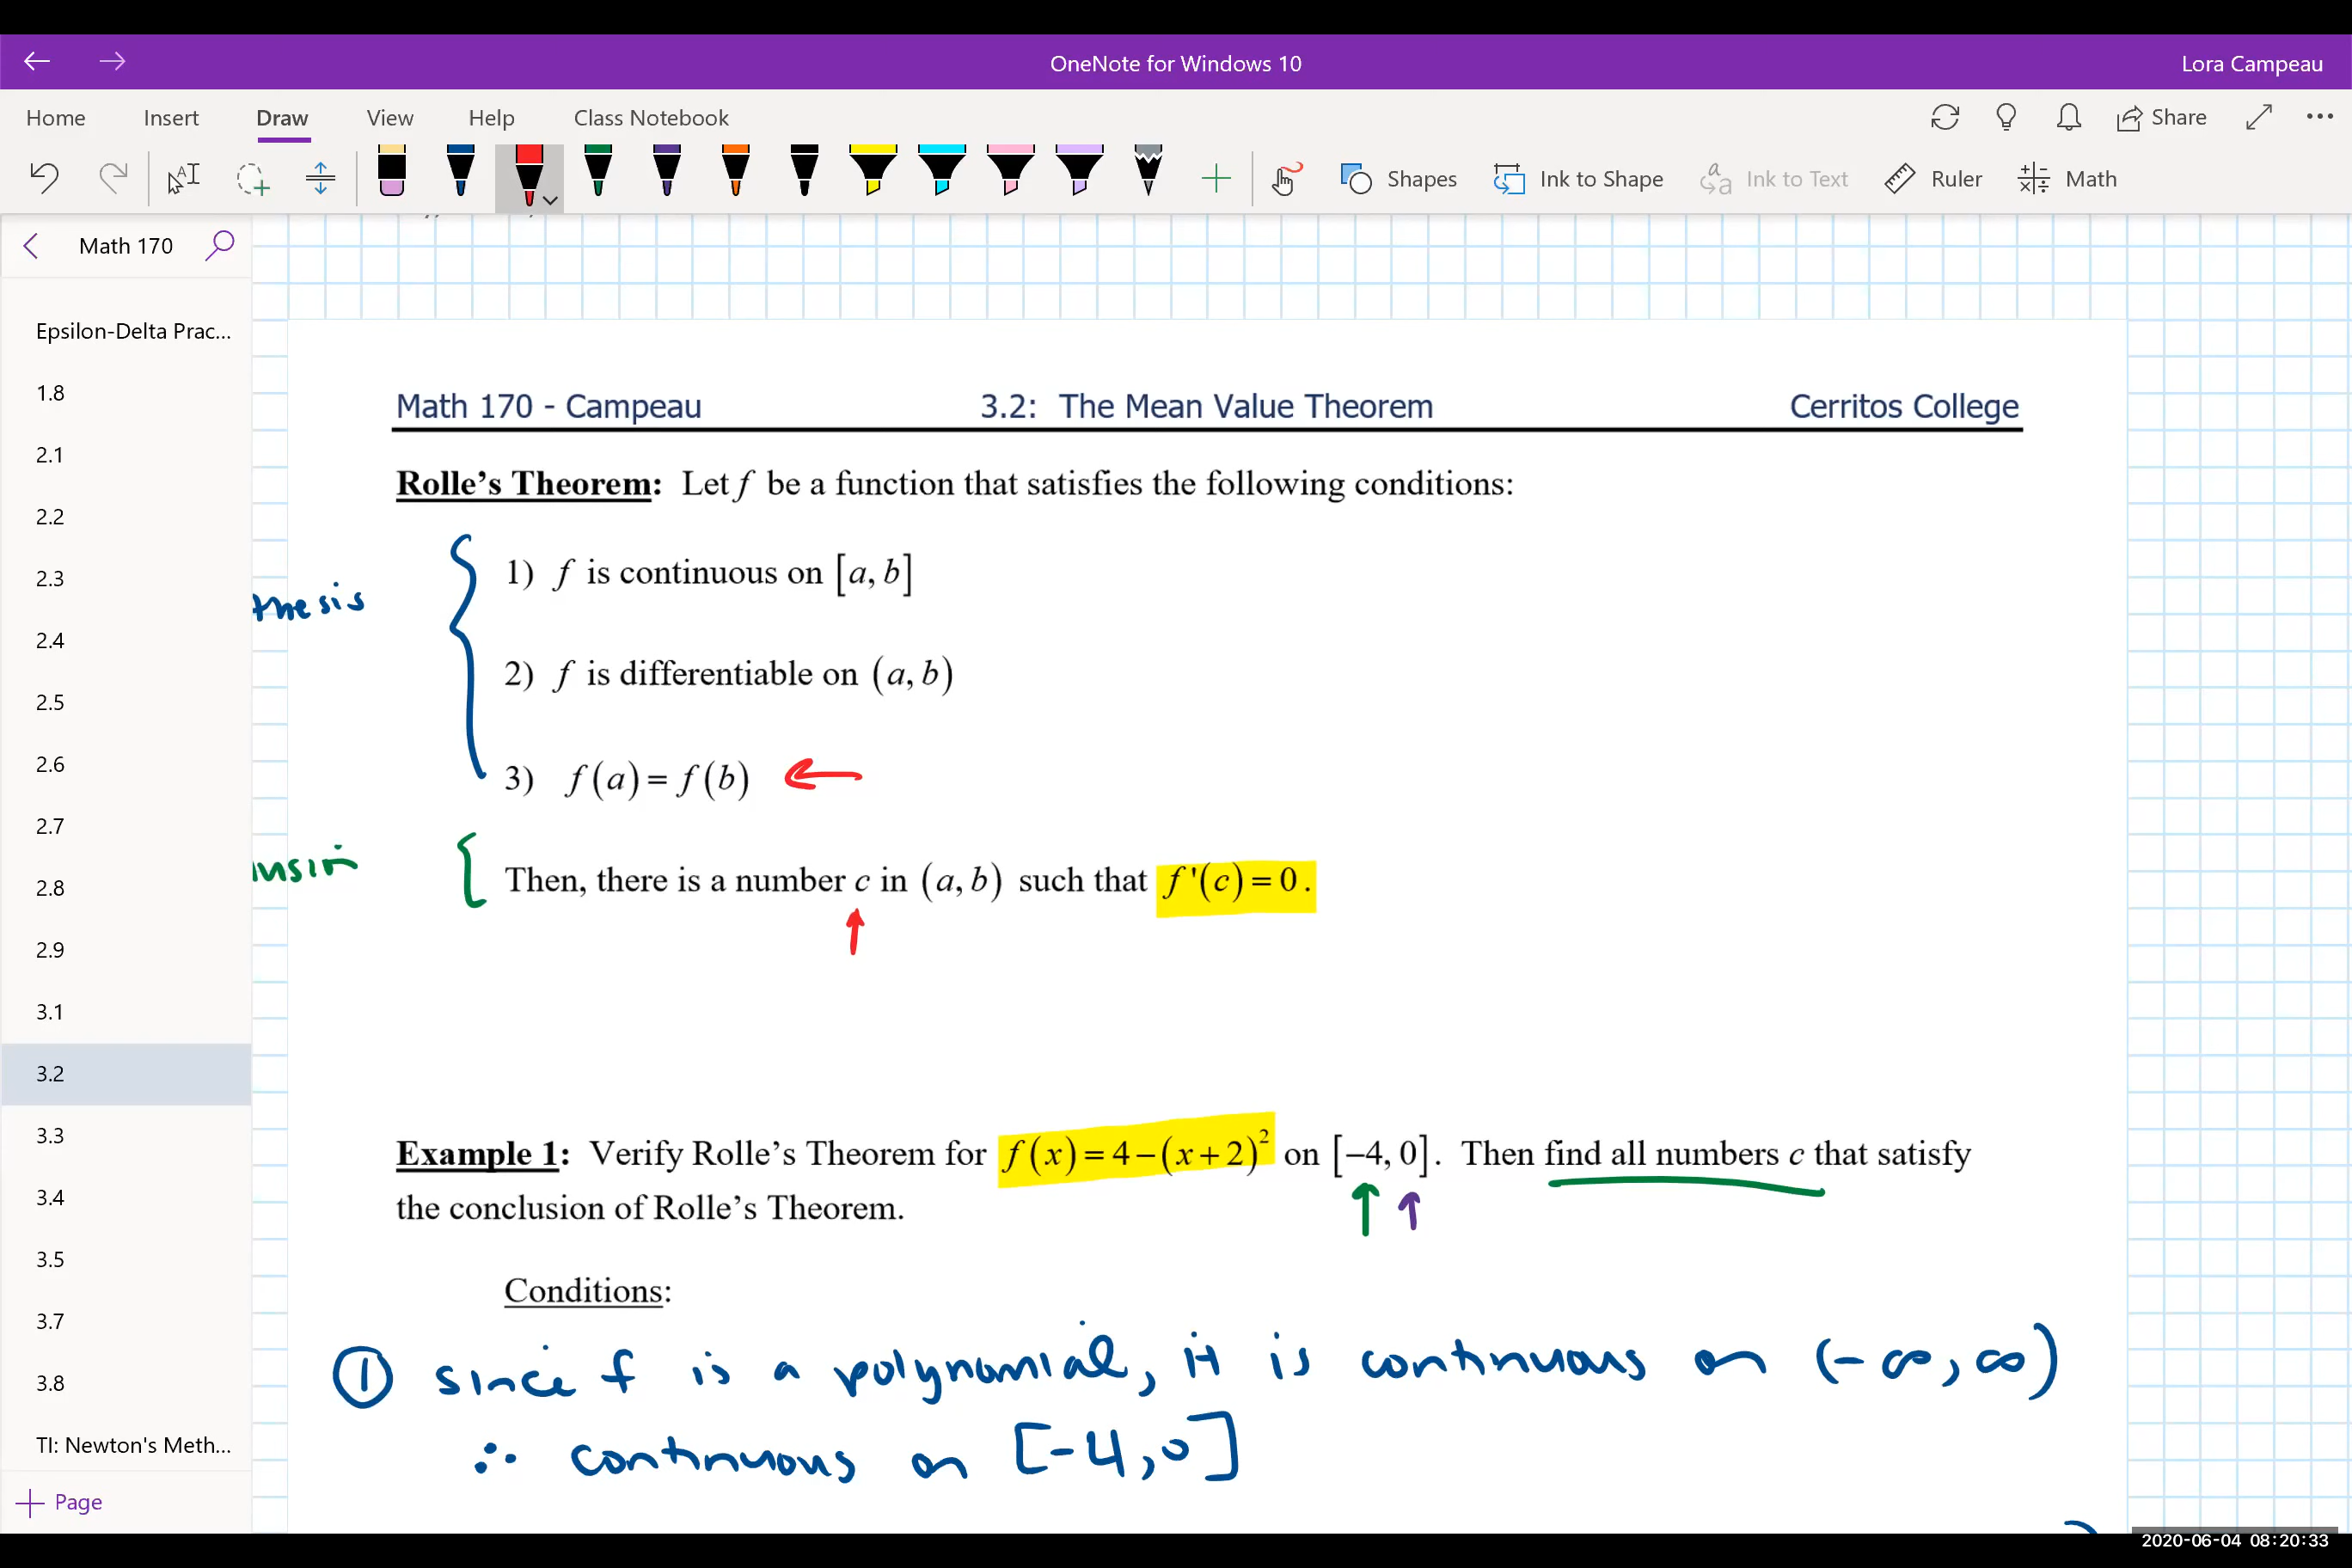 OneNote for Windows 10
Lora Campeau
Home Insert Draw View Help Class Notebook
Share
Shapes Ink to Shape Ink to Text Ruler Math
Math 170
Epsilon-Delta Prac...
1.8
2.1
2.2
2.3
2.4
2.5
2.6
2.7
2.8
2.9
3.1
3.2
3.3
3.4
3.5
3.7
3.8
TI: Newton's Meth...
Page
Math 170 - Campeau 3.2: The Mean Value Theorem Cerritos College
Rolle’s Theorem: Let f be a function that satisfies the following conditions:
1) f is continuous on [a, b]
thesis
2) f is differentiable on (a, b)
3) f(a) = f(b)
Then, there is a number c in (a, b) such that f'(c) = 0.
Example 1: Verify Rolle’s Theorem for f(x) = 4 − (x + 2)² on [−4, 0]. Then find all numbers c that satisfy
the conclusion of Rolle’s Theorem.
Conditions:
① since f is a polynomial, it is continuous on (-∞, ∞)
∴ continuous on [-4, 0]
2020-06-04 08:20:33